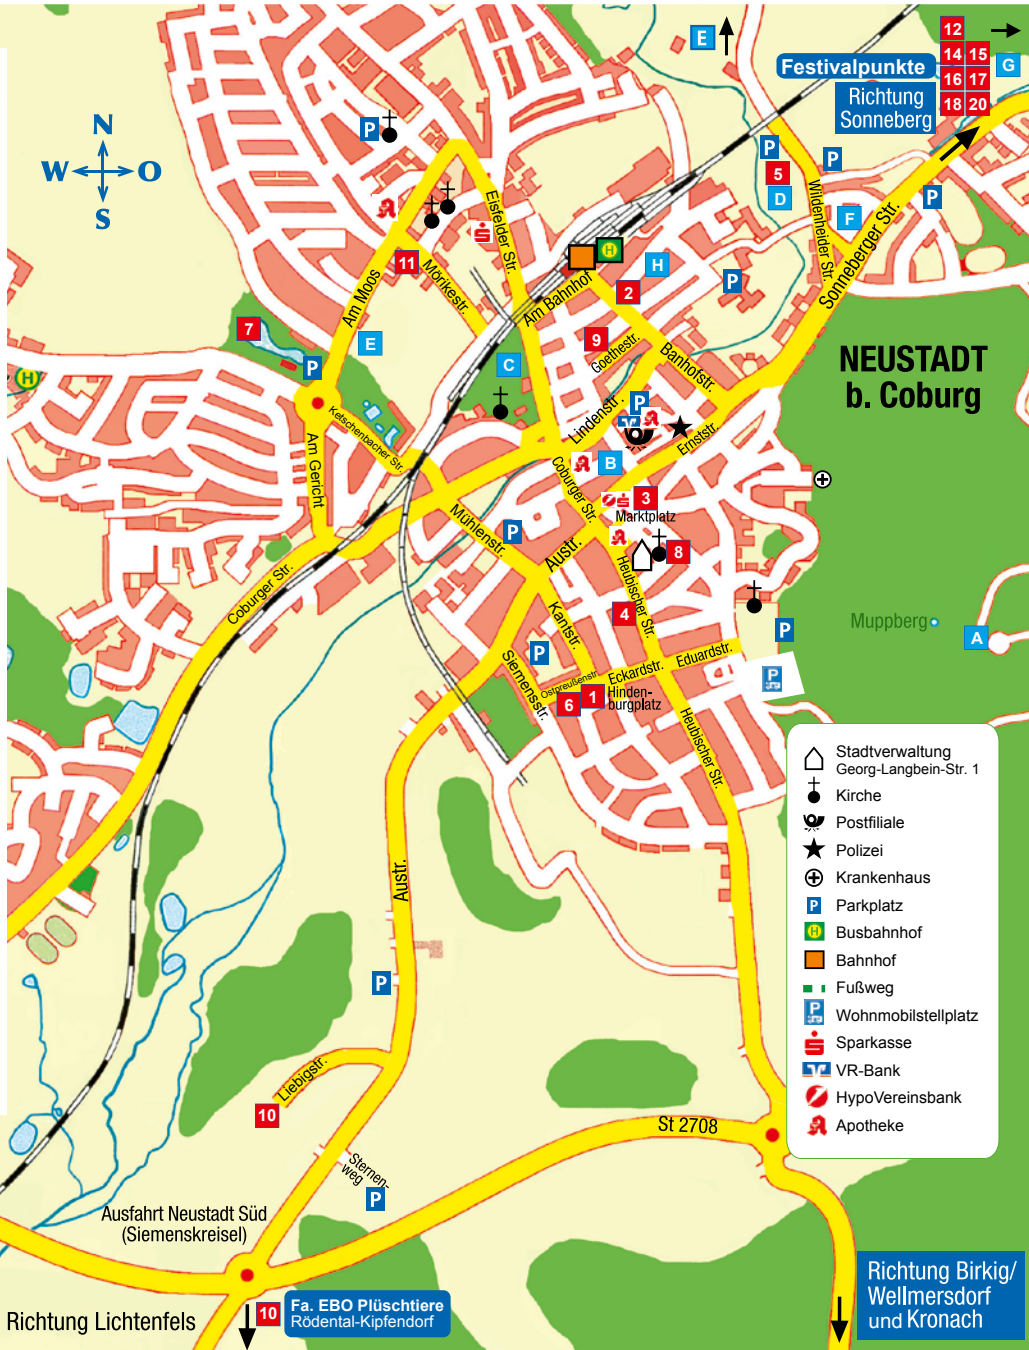 E
12
14 15
16 17
18 20
G
Festivalpunkte
Richtung
Sonneberg
N
W O
S
P
P
P
P
5
D
F
Wildenheider Str.
Sonneberger Str.
Eisfelder Str.
11
Mörikestr.
Am Moos
H
H
Am Bahnhof
2
P
7
E
P
C
9
Goethestr.
Banhofstr.
NEUSTADT
b. Coburg
H
Ketschenbacher Str.
Am Gericht
Lindenstr.
P
Ernststr.
B
Coburger Str.
3
Marktplatz
Mühlenstr.
P
Austr.
8
Heubischer Str.
Coburger Str.
Kantstr.
4
P
Muppberg
A
P
Siemensstr.
Ostpreußenstr.
Eckardstr.
Eduardstr.
6
1
Hinden-
burgplatz
P
Heubischer Str.
Stadtverwaltung
Georg-Langbein-Str. 1
Kirche
Postfiliale
Polizei
Krankenhaus
P Parkplatz
H Busbahnhof
Bahnhof
Fußweg
P Wohnmobilstellplatz
Sparkasse
VR-Bank
HypoVereinsbank
Apotheke
Austr.
P
Liebigstr.
10
St 2708
Sternen-
weg
P
Ausfahrt Neustadt Süd
(Siemenskreisel)
Richtung Lichtenfels
10
Fa. EBO Plüschtiere
Rödental-Kipfendorf
Richtung Birkig/
Wellmersdorf
und Kronach